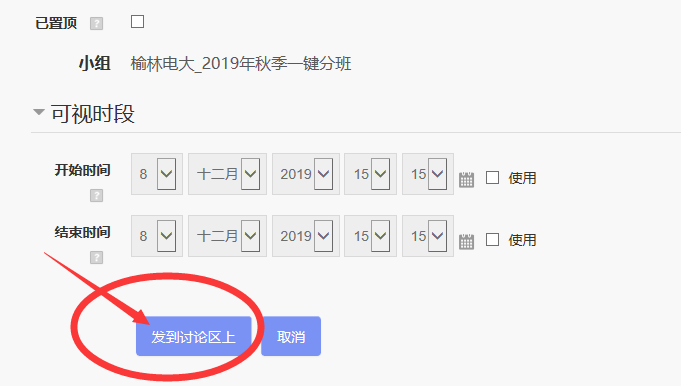 已置顶 ?
小组 榆林电大_2019年秋季一键分班
可视时段
开始时间 8 十二月 2019 15 15 使用
?
结束时间 8 十二月 2019 15 15 使用
?
发到讨论区上 取消